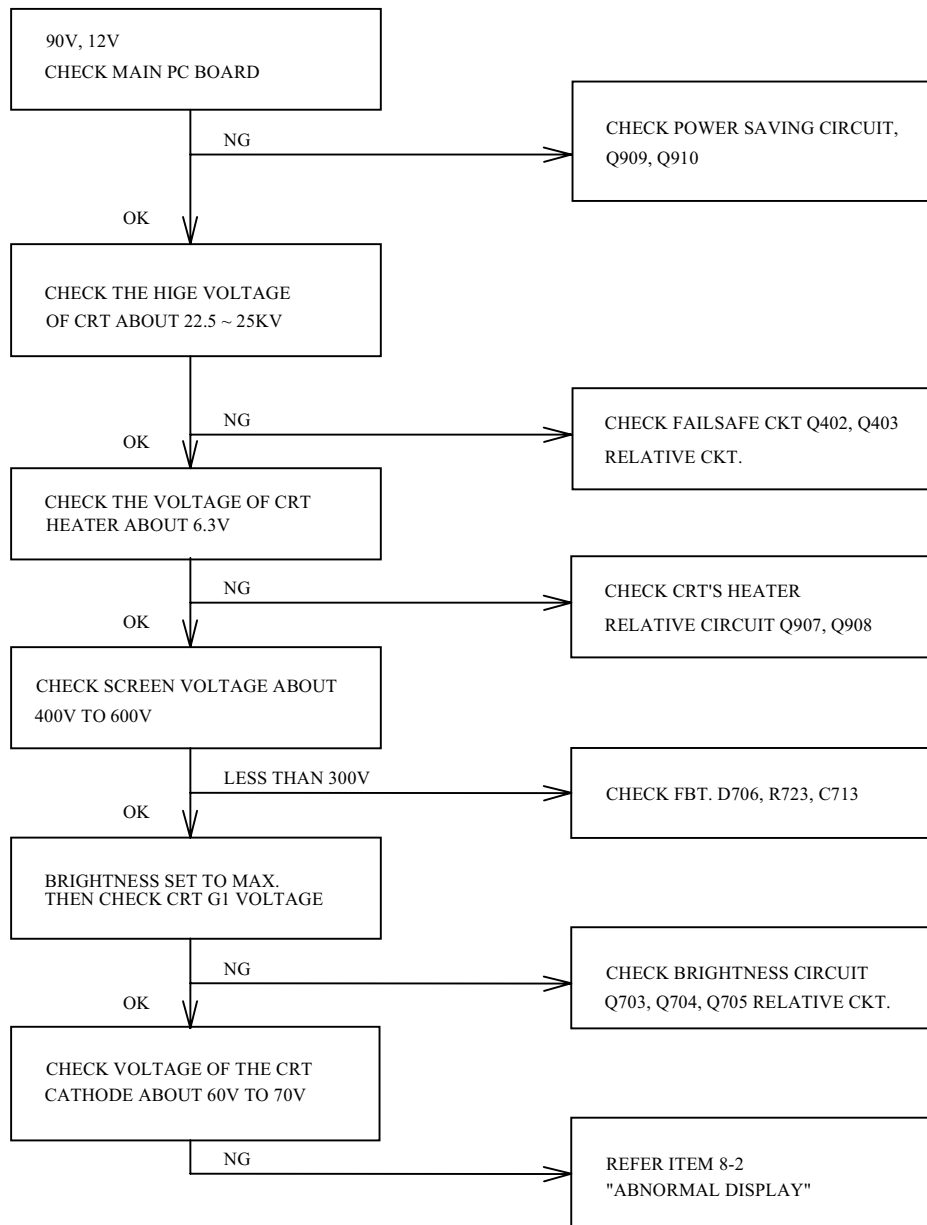 90V, 12V
CHECK MAIN PC BOARD
NG
CHECK POWER SAVING CIRCUIT,
Q909, Q910
OK
CHECK THE HIGE VOLTAGE
OF CRT ABOUT 22.5 ~ 25KV
NG
CHECK FAILSAFE CKT Q402, Q403
RELATIVE CKT.
OK
CHECK THE VOLTAGE OF CRT
HEATER ABOUT 6.3V
NG
CHECK CRT'S HEATER
RELATIVE CIRCUIT Q907, Q908
OK
CHECK SCREEN VOLTAGE ABOUT
400V TO 600V
LESS THAN 300V
CHECK FBT. D706, R723, C713
OK
BRIGHTNESS SET TO MAX.
THEN CHECK CRT G1 VOLTAGE
NG
CHECK BRIGHTNESS CIRCUIT
Q703, Q704, Q705 RELATIVE CKT.
OK
CHECK VOLTAGE OF THE CRT
CATHODE ABOUT 60V TO 70V
NG
REFER ITEM 8-2
"ABNORMAL DISPLAY"